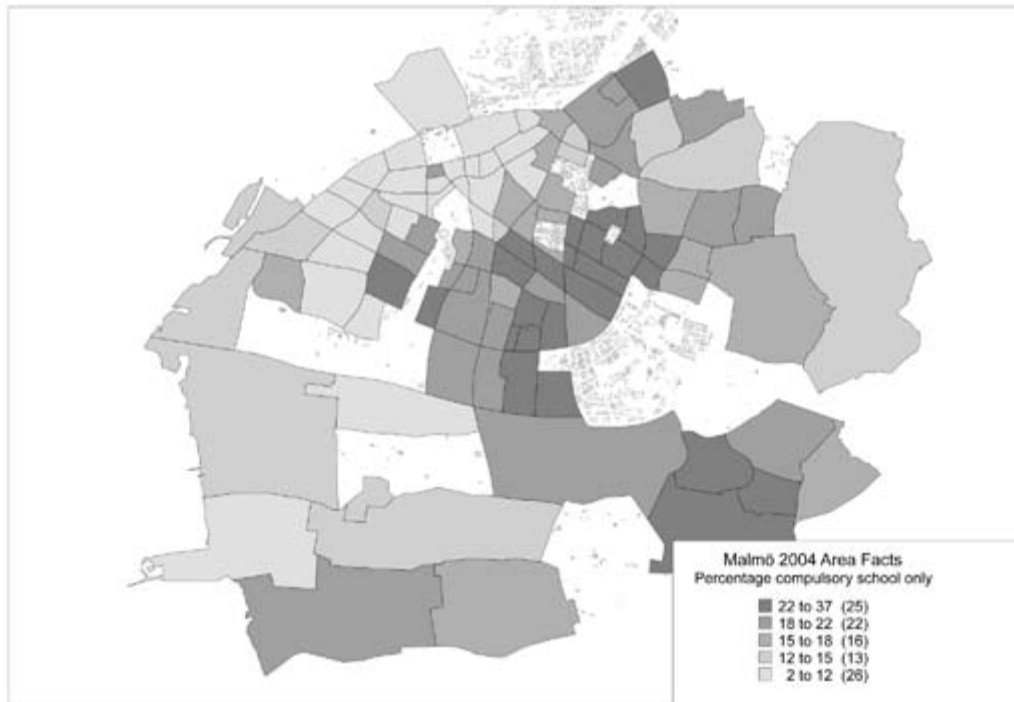 Malmö 2004 Area Facts
Percentage compulsory school only
22 to 37 (25)
18 to 22 (22)
15 to 18 (16)
12 to 15 (13)
2 to 12 (26)